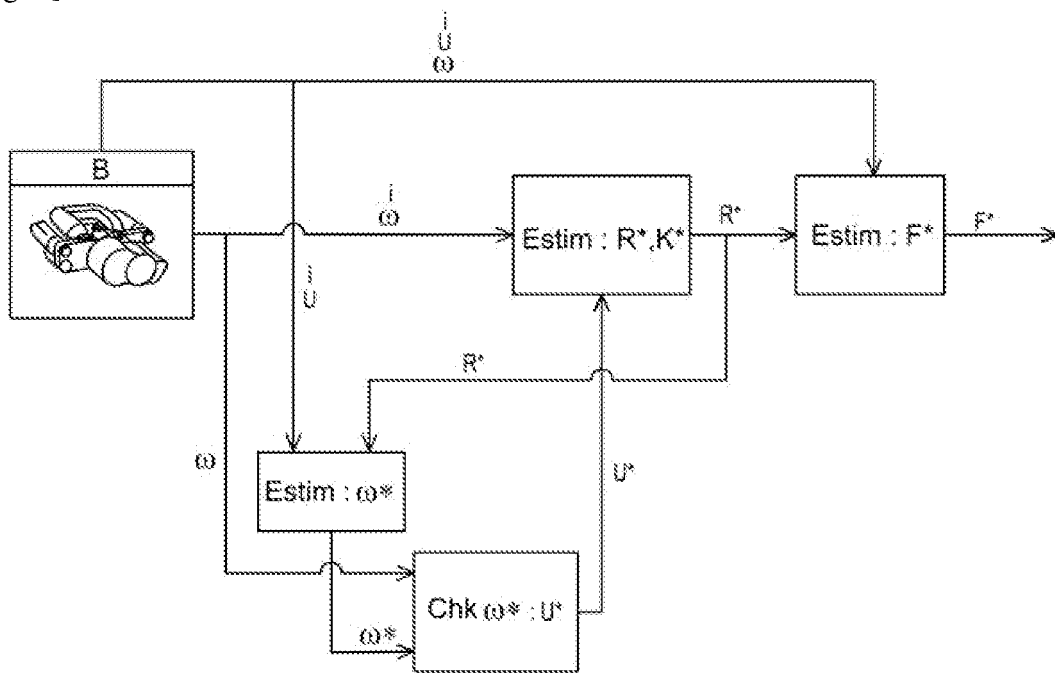 i
U
ω
B
i
ω
Estim : R*,K*
R*
Estim : F*
F*
i
U
R*
ω
Estim : ω*
U*
Chk ω* : U*
ω*